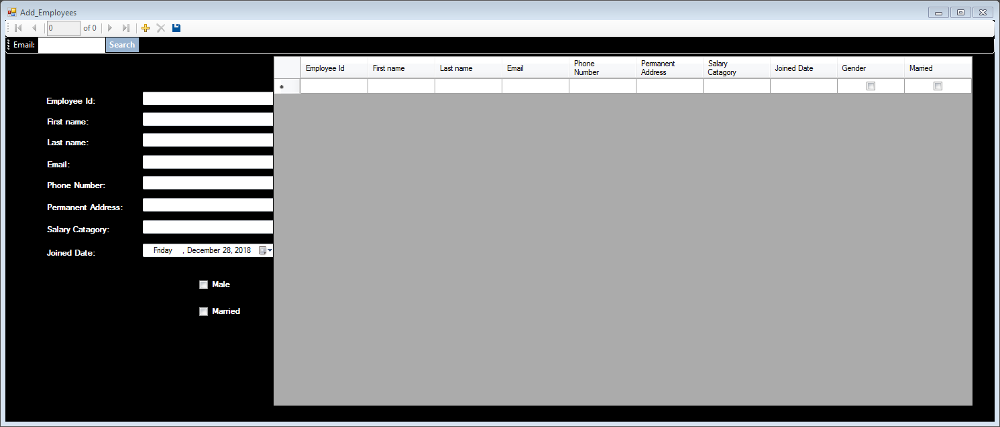 Add_Employees
0 of 0
Email: Search
Employee Id First name Last name Email Phone Number Permanent Address Salary Catagory Joined Date Gender Married
Employee Id:
First name:
Last name:
Email:
Phone Number:
Permanent Address:
Salary Catagory:
Joined Date: Friday , December 28, 2018
Male
Married